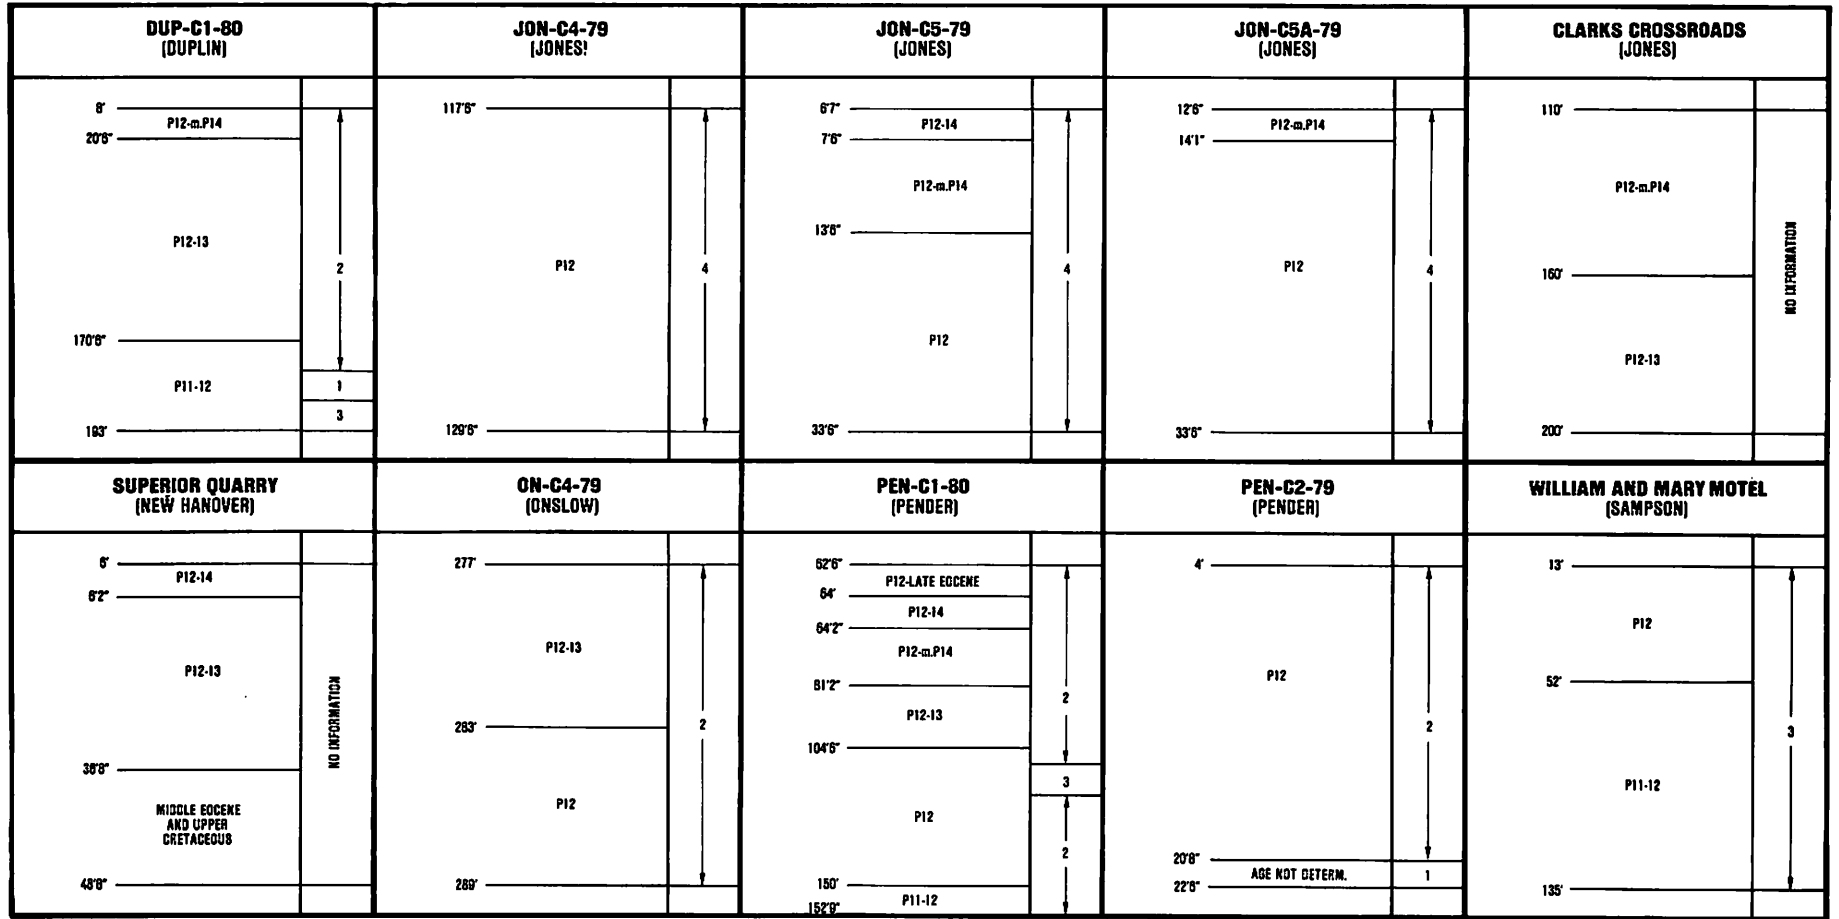 DUP-C1-80
(DUPLIN)
8'
P12-m.P14
20'6"
P12-13
170'6"
P11-12
193'
2
1
3
JON-C4-79
(JONES!
117'6"
P12
129'6"
4
JON-C5-79
(JONES)
6'7"
P12-14
7'6"
P12-m.P14
13'6"
P12
33'6"
4
JON-C5A-79
(JONES)
12'6"
P12-m.P14
14'1"
P12
33'6"
4
CLARKS CROSSROADS
(JONES)
110'
P12-m.P14
160'
P12-13
200'
NO INFORMATION
SUPERIOR QUARRY
(NEW HANOVER)
6'
P12-14
6'2"
P12-13
36'8"
MIDDLE EOCENE
AND UPPER
CRETACEOUS
48'8"
NO INFORMATION
ON-C4-79
(ONSLOW)
277'
P12-13
283'
P12
289'
2
PEN-C1-80
(PENDER)
62'6"
P12-LATE EOCENE
64'
P12-14
64'2"
P12-m.P14
81'2"
P12-13
104'6"
P12
150'
P11-12
152'9"
2
3
2
PEN-C2-79
(PENDER)
4'
P12
20'8"
AGE NOT DETERM.
22'6"
2
1
WILLIAM AND MARY MOTEL
(SAMPSON)
13'
P12
52'
P11-12
135'
3